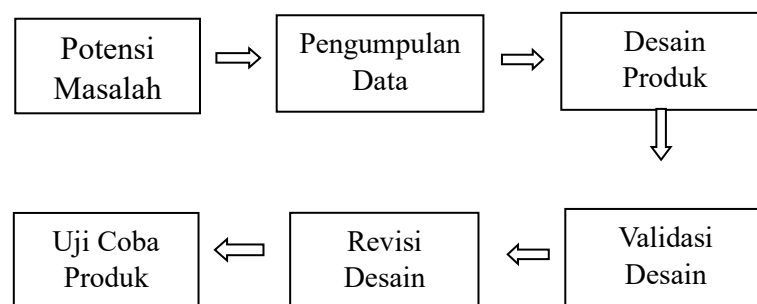 Potensi
Masalah
Pengumpulan
Data
Desain
Produk
Validasi
Desain
Revisi
Desain
Uji Coba
Produk